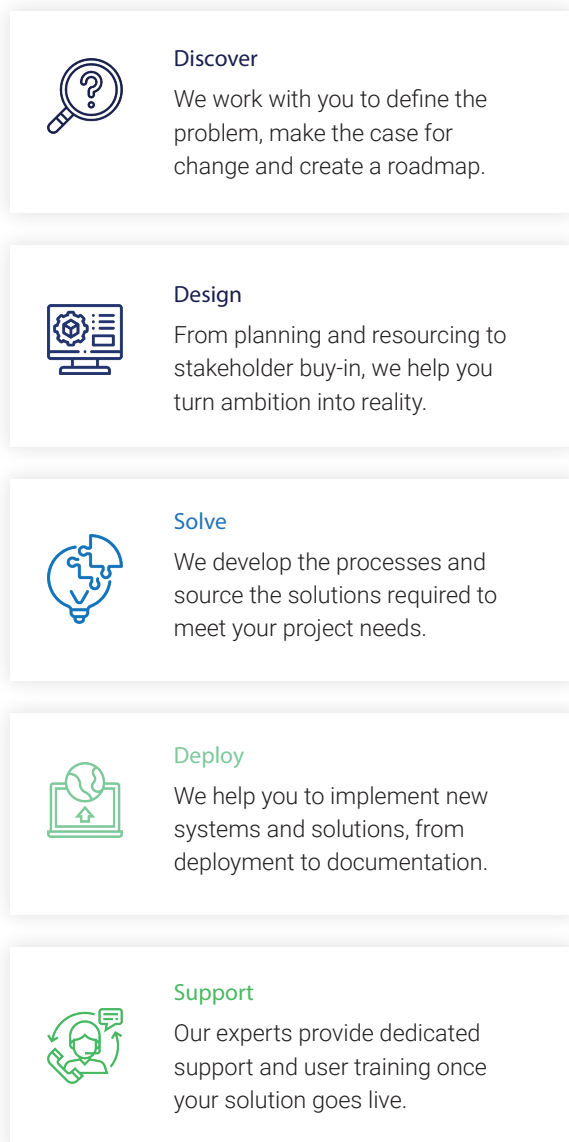 Discover
We work with you to define the
problem, make the case for
change and create a roadmap.
Design
From planning and resourcing to
stakeholder buy-in, we help you
turn ambition into reality.
Solve
We develop the processes and
source the solutions required to
meet your project needs.
Deploy
We help you to implement new
systems and solutions, from
deployment to documentation.
Support
Our experts provide dedicated
support and user training once
your solution goes live.